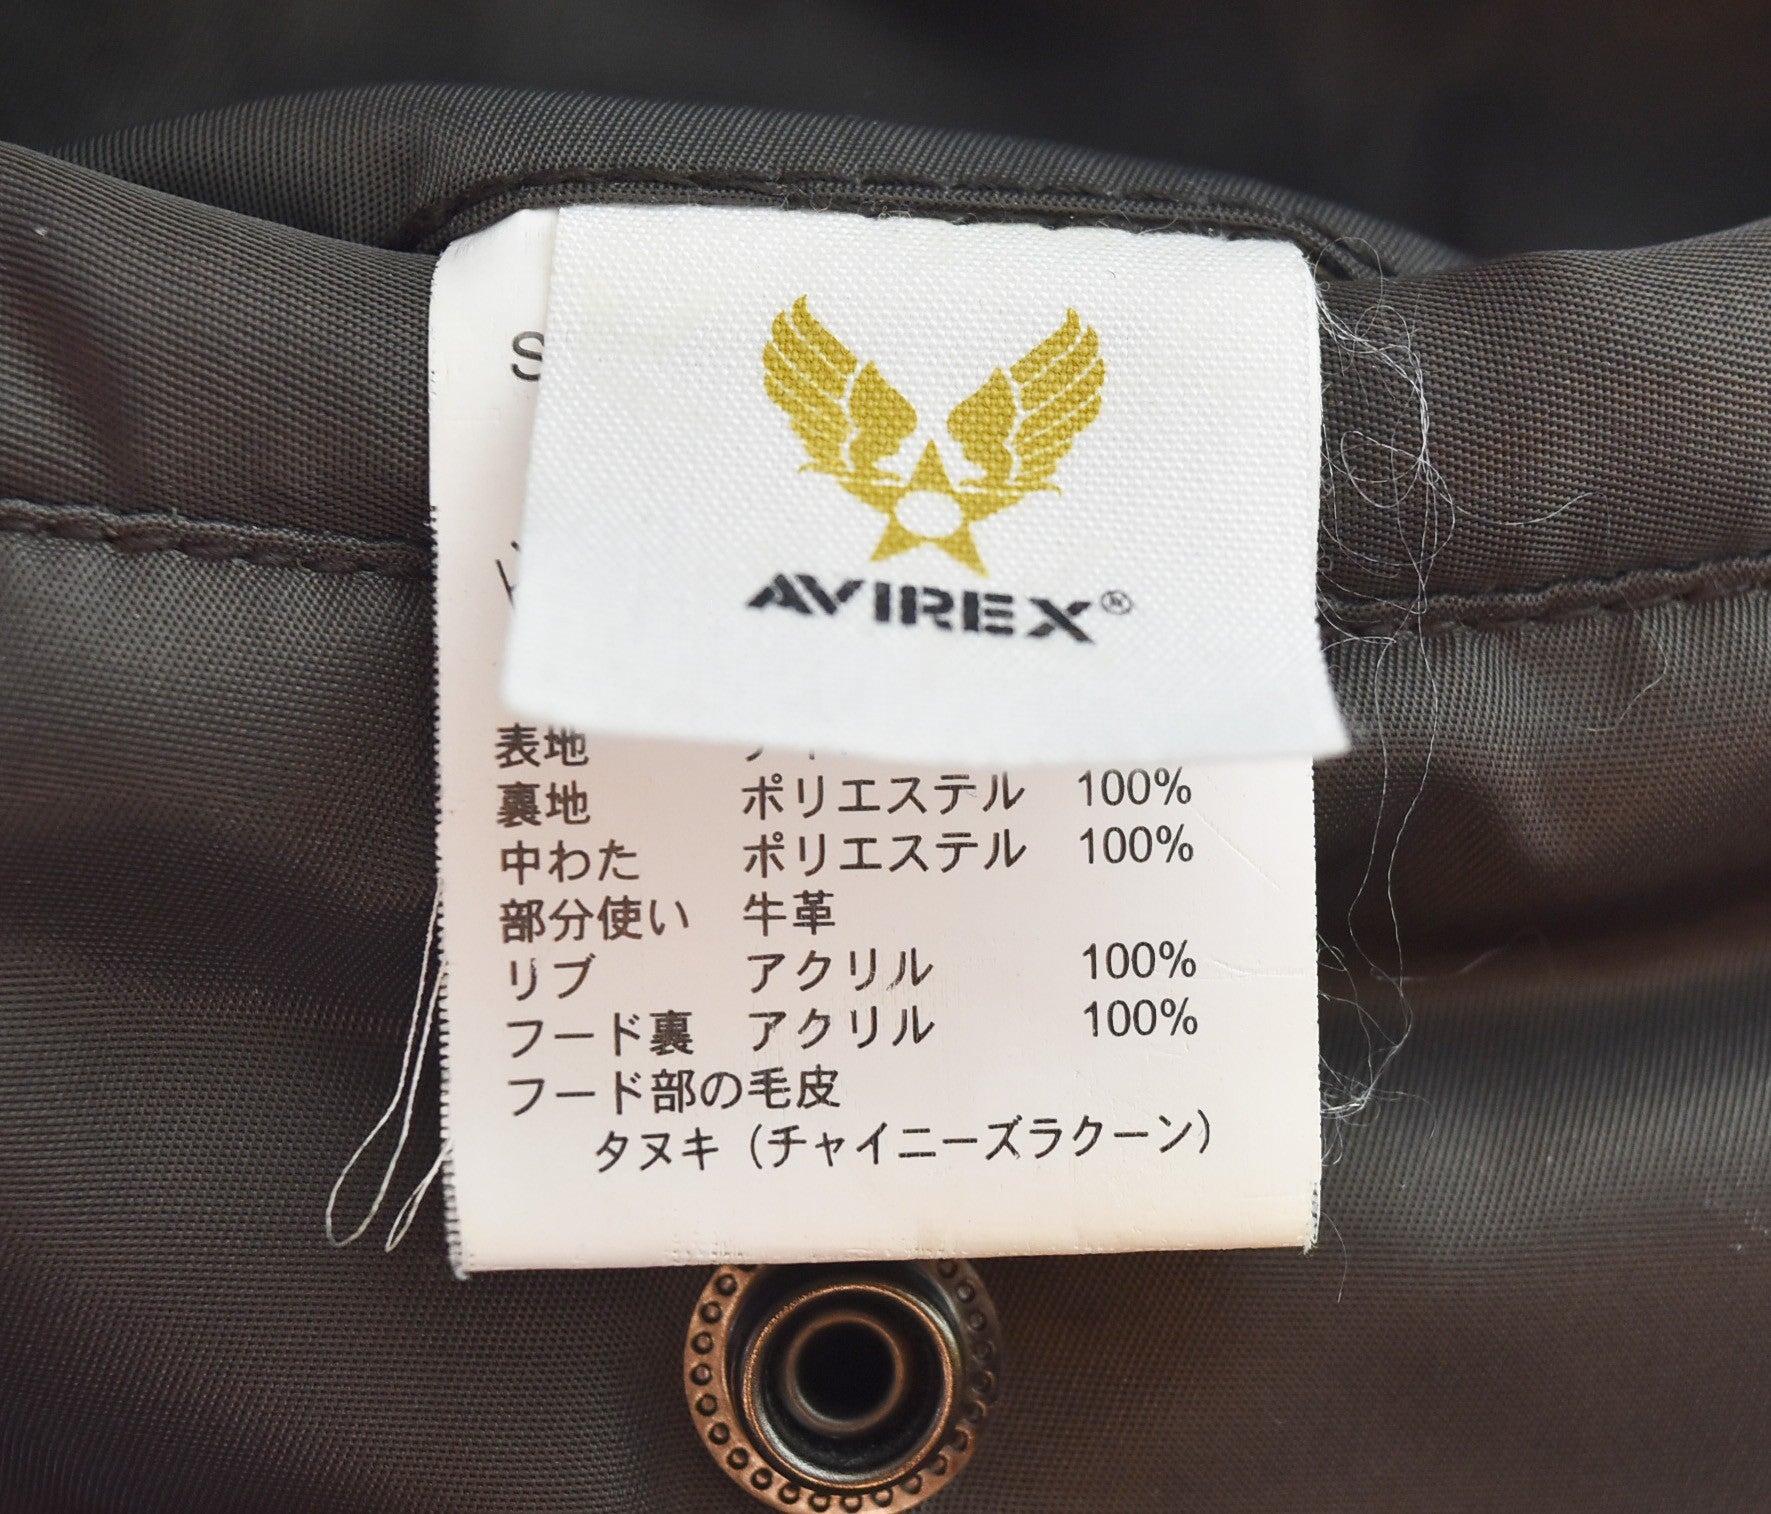 AVIREX®
表地
裏地 ポリエステル 100%
中わた ポリエステル 100%
部分使い 牛革
リブ アクリル 100%
フード裏 アクリル 100%
フード部の毛皮
タヌキ (チャイニーズラクーン)